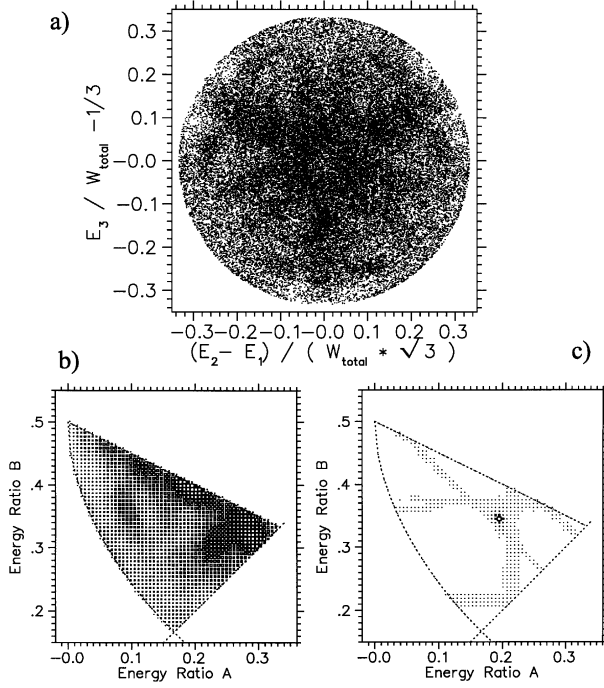 a)
0.3
0.2
0.1
−0.0
−0.1
−0.2
−0.3
E₃ / W_total −1/3
−0.3 −0.2 −0.1 −0.0 0.1 0.2 0.3
(E₂− E₁) / ( W_total * √3 )
b)
.5
.4
.3
.2
Energy Ratio B
−0.0 0.1 0.2 0.3
Energy Ratio A
c)
.5
.4
.3
.2
Energy Ratio B
−0.0 0.1 0.2 0.3
Energy Ratio A